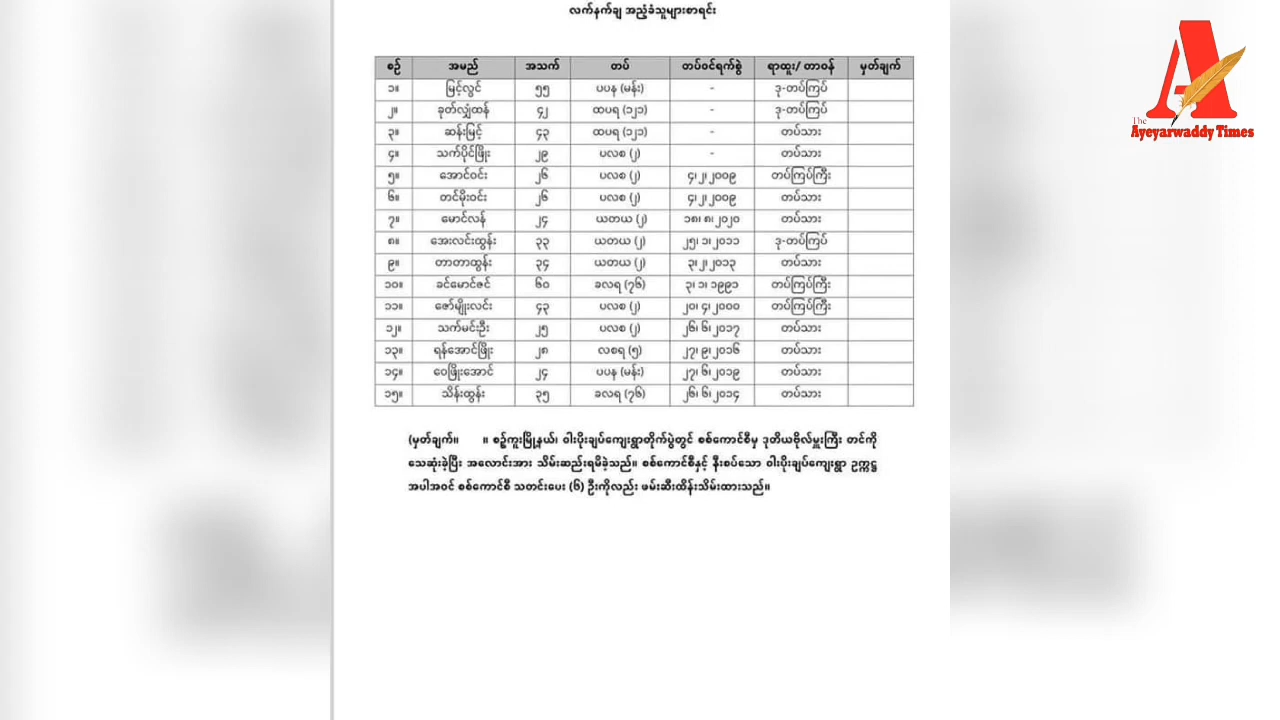 လက်နက်ချ အညံ့ခံသူများစာရင်း
The
Ayeyarwaddy Times
စဉ် အမည် အသက် တပ် တပ်ဝင်ရက်စွဲ ရာထူး/ တာဝန် မှတ်ချက်
၁။ မြင့်လွင် ၅၅ ပပန (မန်း) - ဒု-တပ်ကြပ်
၂။ ခုတ်လျှံထန် ၄၂ ထပရ (၁၂၁) - ဒု-တပ်ကြပ်
၃။ ဆန်းမြင့် ၄၃ ထပရ (၁၂၁) - တပ်သား
၄။ သက်ပိုင်ဖြိုး ၂၉ ပလစ (၂) - တပ်သား
၅။ အောင်ဝင်း ၂၆ ပလစ (၂) ၄၊ ၂၊ ၂၀၀၉ တပ်ကြပ်ကြီး
၆။ တင်မိုးဝင်း ၂၆ ပလစ (၂) ၄၊ ၂၊ ၂၀၀၉ တပ်သား
၇။ မောင်လန် ၂၄ ယတယ (၂) ၁၈၊ ၈၊ ၂၀၂၀ တပ်သား
၈။ အေးလင်းထွန်း ၃၃ ယတယ (၂) ၂၅၊ ၁၊ ၂၀၁၁ ဒု-တပ်ကြပ်
၉။ တာတာထွန်း ၃၄ ယတယ (၂) ၃၊ ၂၊ ၂၀၁၃ တပ်သား
၁၀။ ခင်မောင်ဇင် ၆၀ ခလရ (၇၆) ၃၊ ၁၊ ၁၉၉၁ တပ်ကြပ်ကြီး
၁၁။ ဇော်မျိုးလင်း ၄၃ ပလစ (၂) ၂၀၊ ၄၊ ၂၀၀၀ တပ်ကြပ်ကြီး
၁၂။ သက်မင်းဦး ၂၅ ပလစ (၂) ၂၆၊ ၆၊ ၂၀၁၇ တပ်သား
၁၃။ ရန်အောင်ဖြိုး ၂၈ လစရ (၅) ၂၇၊ ၉၊ ၂၀၁၆ တပ်သား
၁၄။ ဝေဖြိုးအောင် ၂၄ ပပန (မန်း) ၂၇၊ ၆၊ ၂၀၁၉ တပ်သား
၁၅။ သိန်းထွန်း ၃၅ ခလရ (၇၆) ၂၆၊ ၆၊ ၂၀၁၄ တပ်သား
(မှတ်ချက်။ ။ စဉ့်ကူးမြို့နယ်၊ ဝါးပိုးချပ်ကျေးရွာတိုက်ပွဲတွင် စစ်ကောင်စီမှ ဒုတိယဗိုလ်မှူးကြီး တင်ကို
သေဆုံးခဲ့ပြီး အလောင်းအား သိမ်းဆည်းရမိခဲ့သည်။ စစ်ကောင်စီနှင့် နီးစပ်သော ဝါးပိုးချပ်ကျေးရွာ ဥက္ကဋ္ဌ
အပါအဝင် စစ်ကောင်စီ သတင်းပေး (၆) ဦးကိုလည်း ဖမ်းဆီးထိန်းသိမ်းထားသည်။